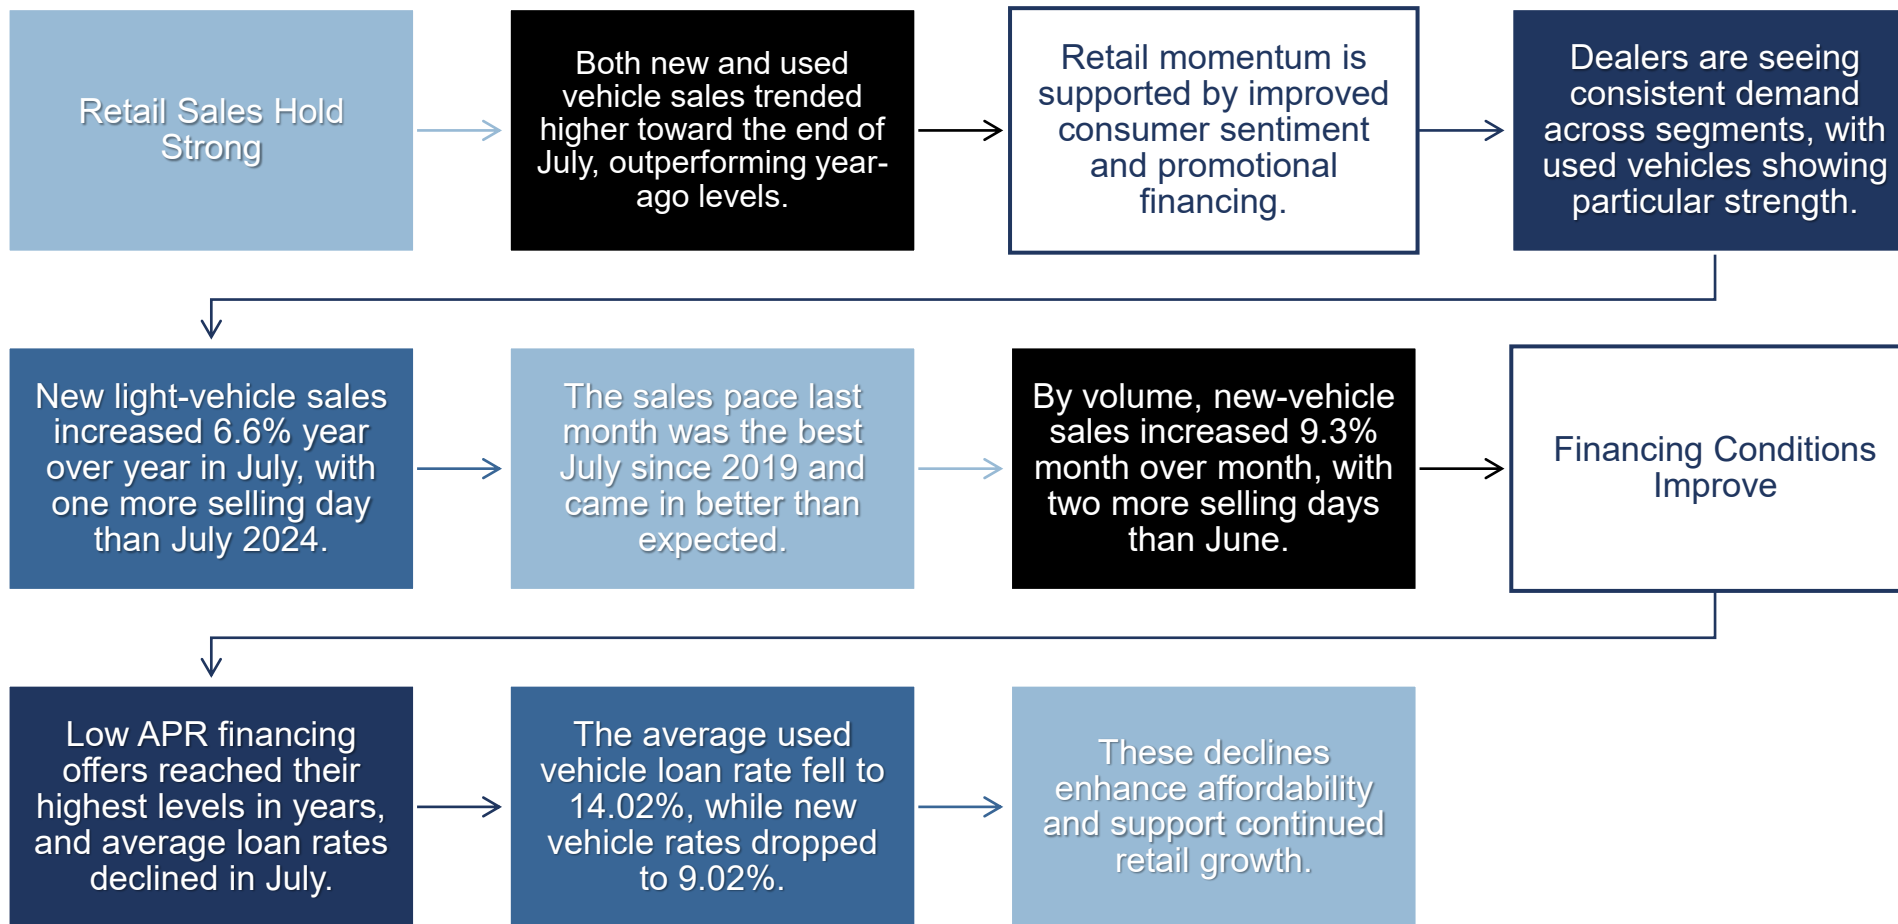 Retail Sales Hold
Strong
Both new and used
vehicle sales trended
higher toward the end of
July, outperforming year-
ago levels.
Retail momentum is
supported by improved
consumer sentiment
and promotional
financing.
Dealers are seeing
consistent demand
across segments, with
used vehicles showing
particular strength.
New light-vehicle sales
increased 6.6% year
over year in July, with
one more selling day
than July 2024.
The sales pace last
month was the best
July since 2019 and
came in better than
expected.
By volume, new-vehicle
sales increased 9.3%
month over month, with
two more selling days
than June.
Financing Conditions
Improve
Low APR financing
offers reached their
highest levels in years,
and average loan rates
declined in July.
The average used
vehicle loan rate fell to
14.02%, while new
vehicle rates dropped
to 9.02%.
These declines
enhance affordability
and support continued
retail growth.